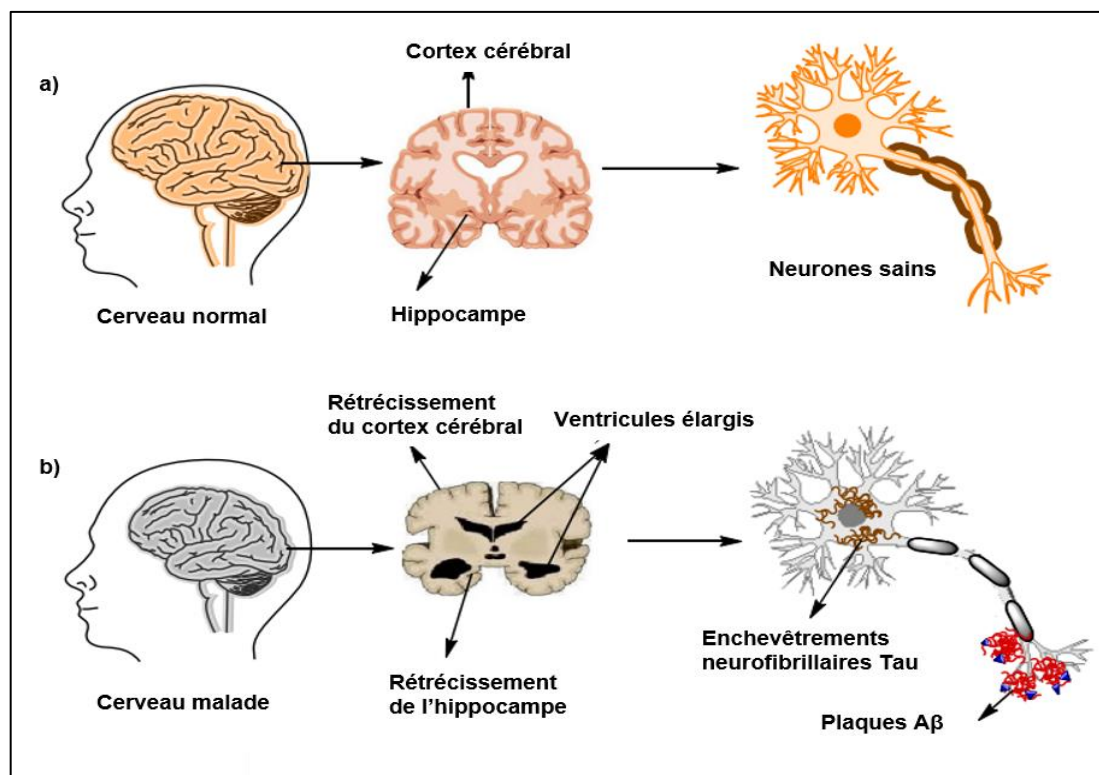 a)
Cortex cérébral
Cerveau normal
Hippocampe
Neurones sains
b)
Rétrécissement
du cortex cérébral
Ventricules élargis
Cerveau malade
Rétrécissement
de l’hippocampe
Enchevêtrements
neurofibrillaires Tau
Plaques Aβ